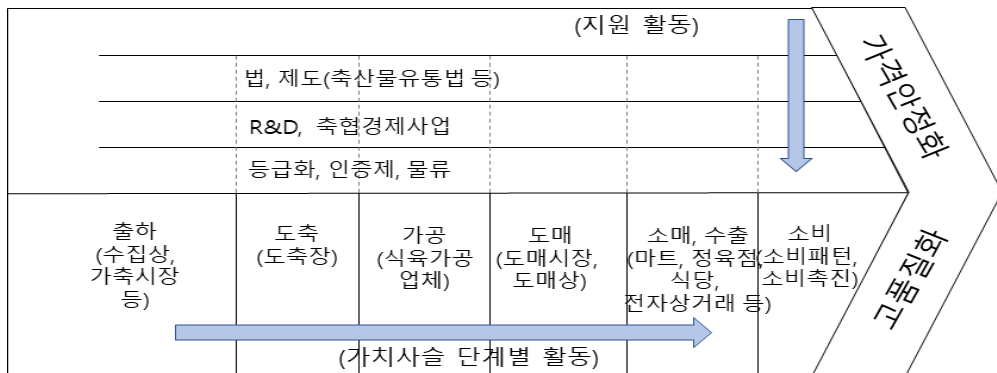 (지원 활동)
법, 제도(축산물유통법 등)
R&D, 축협경제사업
등급화, 인증제, 물류
출하
(수집상,
가축시장
등)
도축
(도축장)
가공
(식육가공
업체)
도매
(도매시장,
도매상)
소매, 수출
(마트, 정육점,
식당,
전자상거래 등)
소비
(소비패턴,
소비촉진)
(가치사슬 단계별 활동)
가격안정화
고품질화